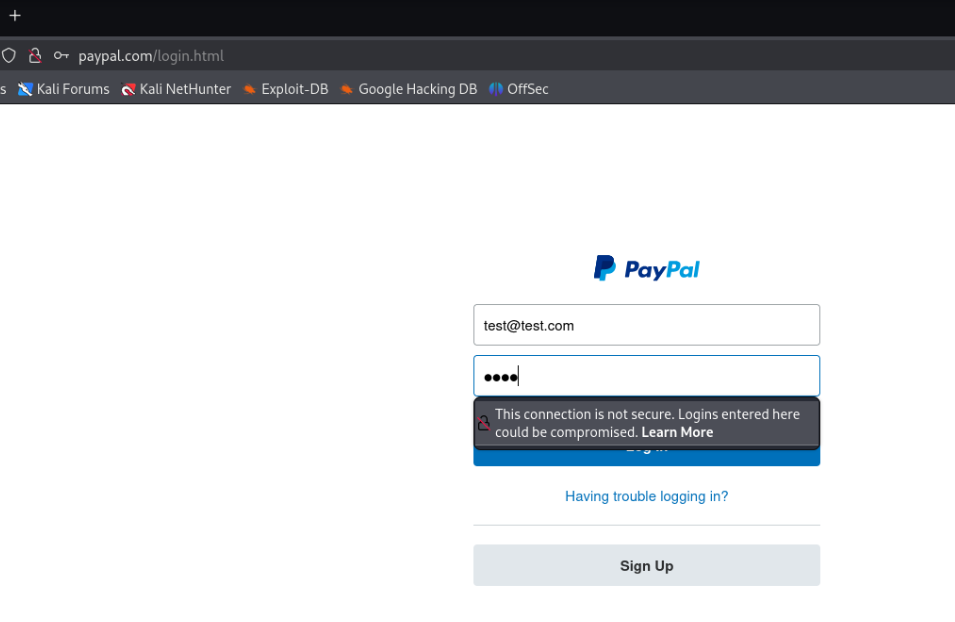 +
paypal.com/login.html
s Kali Forums Kali NetHunter Exploit-DB Google Hacking DB OffSec
PayPal
test@test.com
••••
This connection is not secure. Logins entered here
could be compromised. Learn More
Having trouble logging in?
Sign Up